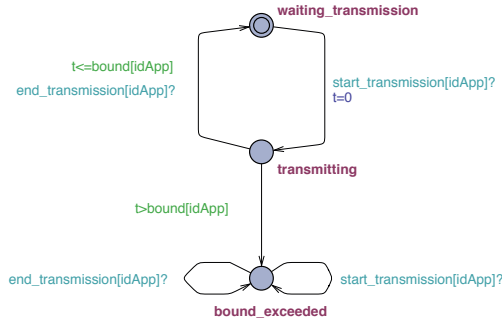 waiting_transmission
t<=bound[idApp]
end_transmission[idApp]?
start_transmission[idApp]?
t=0
transmitting
t>bound[idApp]
end_transmission[idApp]?
start_transmission[idApp]?
bound_exceeded